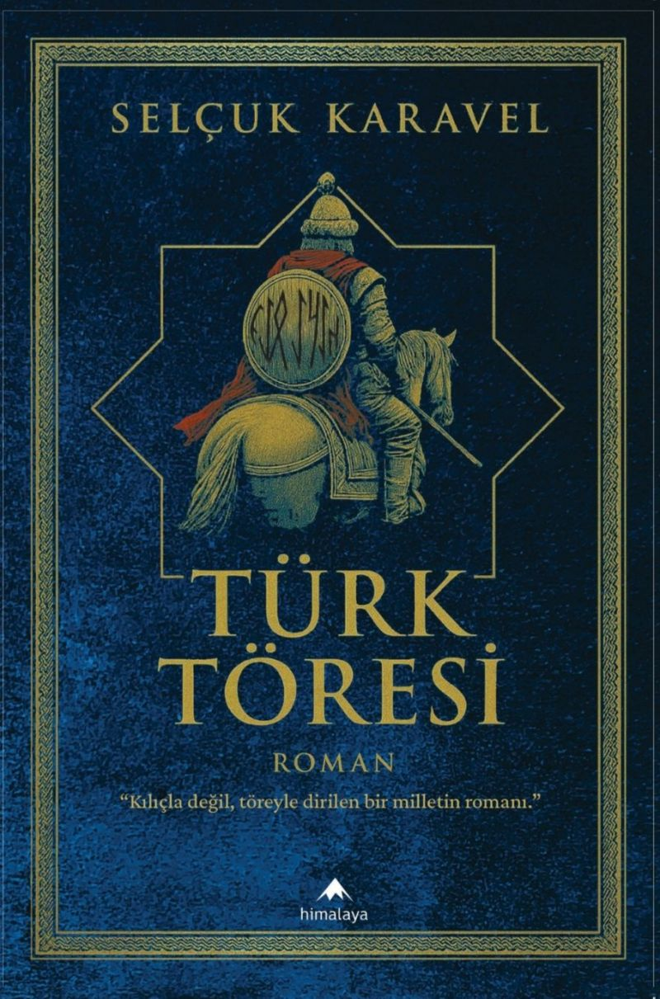 SELÇUK KARAVEL
TÜRK
TÖRESİ
ROMAN
“Kılıçla değil, töreyle dirilen bir milletin romanı.”
himalaya